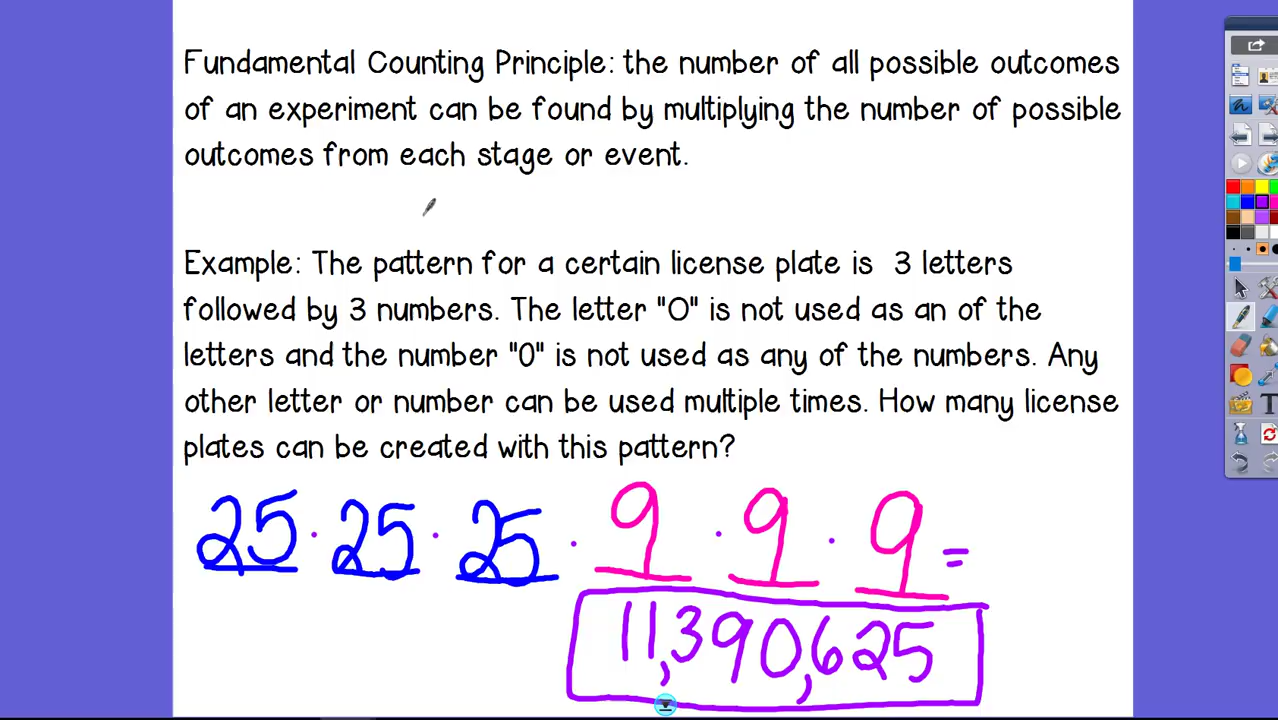 Fundamental Counting Principle: the number of all possible outcomes
of an experiment can be found by multiplying the number of possible
outcomes from each stage or event.
Example: The pattern for a certain license plate is 3 letters
followed by 3 numbers. The letter "O" is not used as an of the
letters and the number "0" is not used as any of the numbers. Any
other letter or number can be used multiple times. How many license
plates can be created with this pattern?
25 · 25 · 25 · 9 · 9 · 9 =
11,390,625